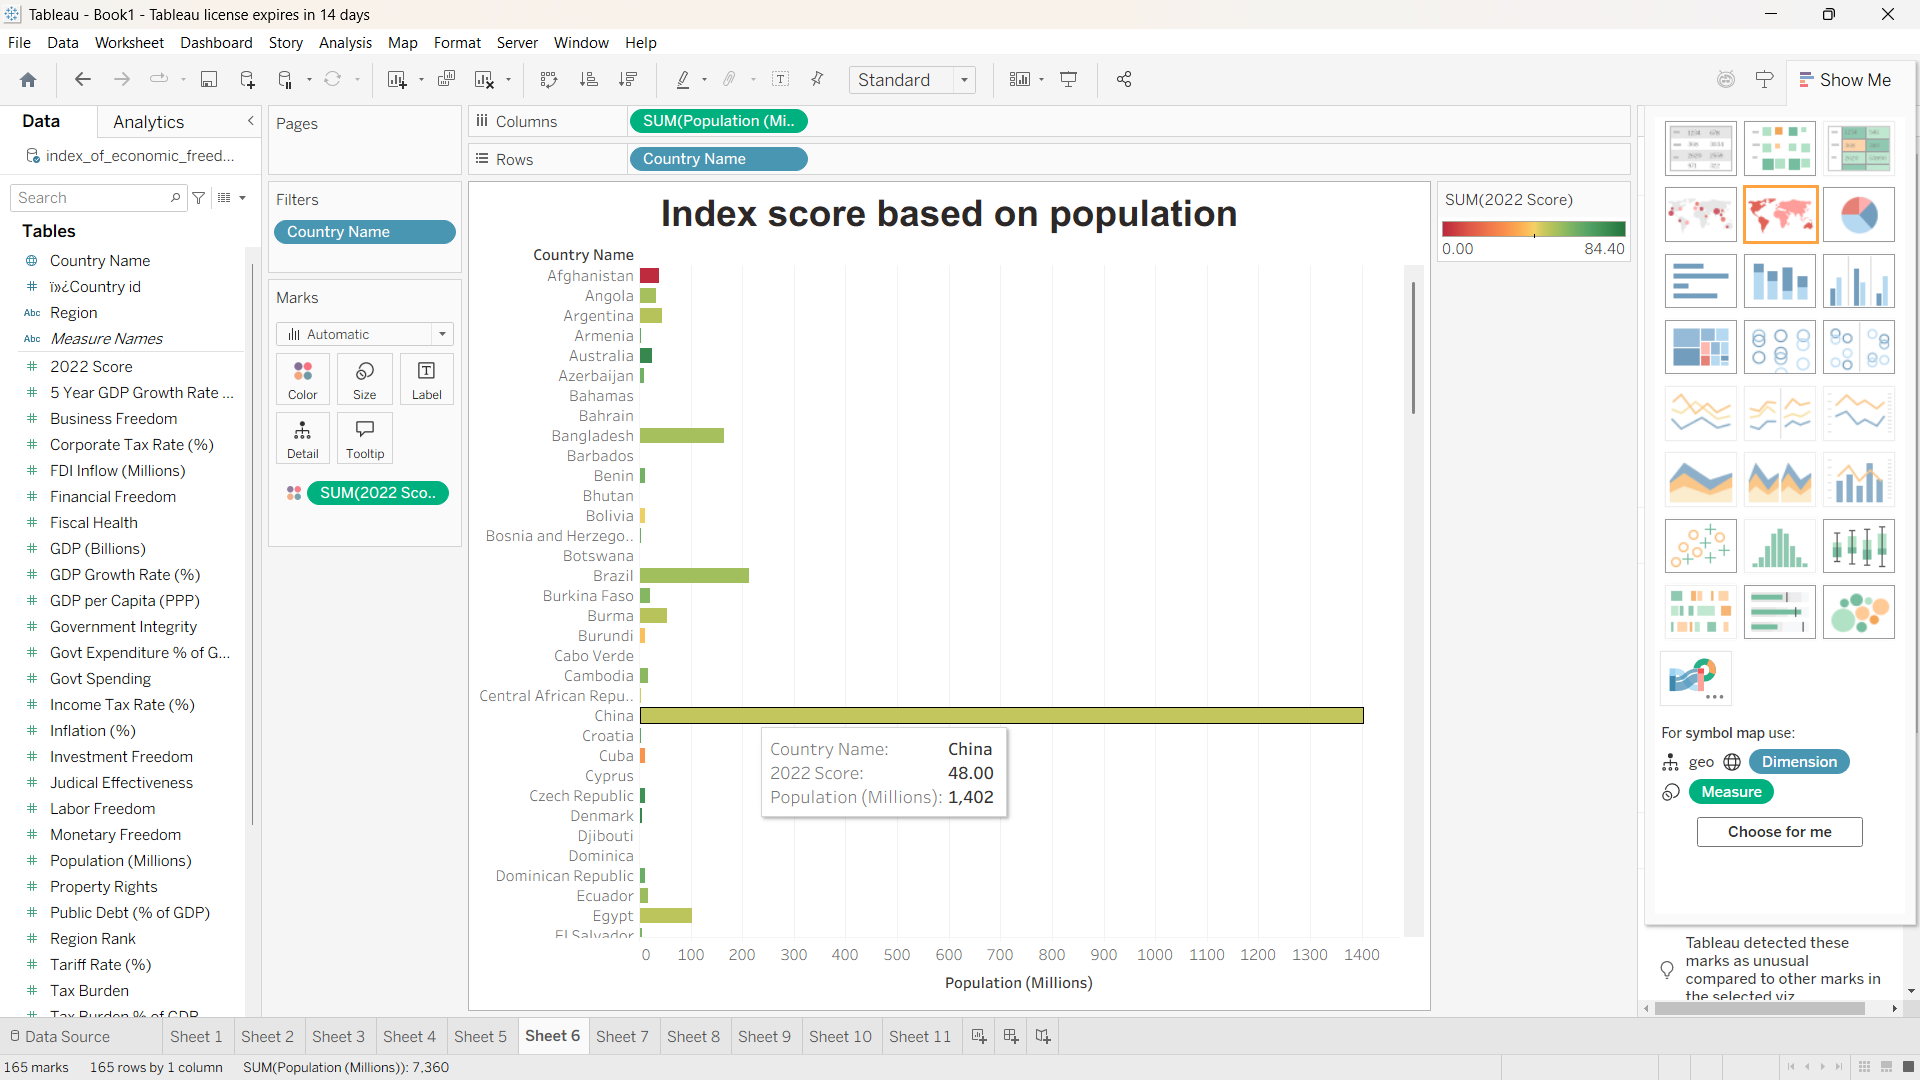 Tableau - Book1 - Tableau license expires in 14 days
File Data Worksheet Dashboard Story Analysis Map Format Server Window Help
Standard
Show Me
Data Analytics
index_of_economic_freed...
Search
Tables
Country Name
ï»¿Country id
Abc Region
Abc Measure Names
2022 Score
5 Year GDP Growth Rate ...
Business Freedom
Corporate Tax Rate (%)
FDI Inflow (Millions)
Financial Freedom
Fiscal Health
GDP (Billions)
GDP Growth Rate (%)
GDP per Capita (PPP)
Government Integrity
Govt Expenditure % of G...
Govt Spending
Income Tax Rate (%)
Inflation (%)
Investment Freedom
Judical Effectiveness
Labor Freedom
Monetary Freedom
Population (Millions)
Property Rights
Public Debt (% of GDP)
Region Rank
Tariff Rate (%)
Tax Burden
Tax Burden % of GDP
Pages
Filters
Country Name
Marks
Automatic
Color Size Label
Detail Tooltip
SUM(2022 Sco..
Columns SUM(Population (Mi..
Rows Country Name
Index score based on population
Country Name
Afghanistan
Angola
Argentina
Armenia
Australia
Azerbaijan
Bahamas
Bahrain
Bangladesh
Barbados
Benin
Bhutan
Bolivia
Bosnia and Herzego..
Botswana
Brazil
Burkina Faso
Burma
Burundi
Cabo Verde
Cambodia
Central African Repu..
China
Croatia
Cuba
Cyprus
Czech Republic
Denmark
Djibouti
Dominica
Dominican Republic
Ecuador
Egypt
El Salvador
Country Name: China
2022 Score: 48.00
Population (Millions): 1,402
0 100 200 300 400 500 600 700 800 900 1000 1100 1200 1300 1400
Population (Millions)
SUM(2022 Score)
0.00 84.40
For symbol map use:
geo Dimension
Measure
Choose for me
Tableau detected these
marks as unusual
compared to other marks in
the selected viz
Data Source Sheet 1 Sheet 2 Sheet 3 Sheet 4 Sheet 5 Sheet 6 Sheet 7 Sheet 8 Sheet 9 Sheet 10 Sheet 11
165 marks 165 rows by 1 column SUM(Population (Millions)): 7,360